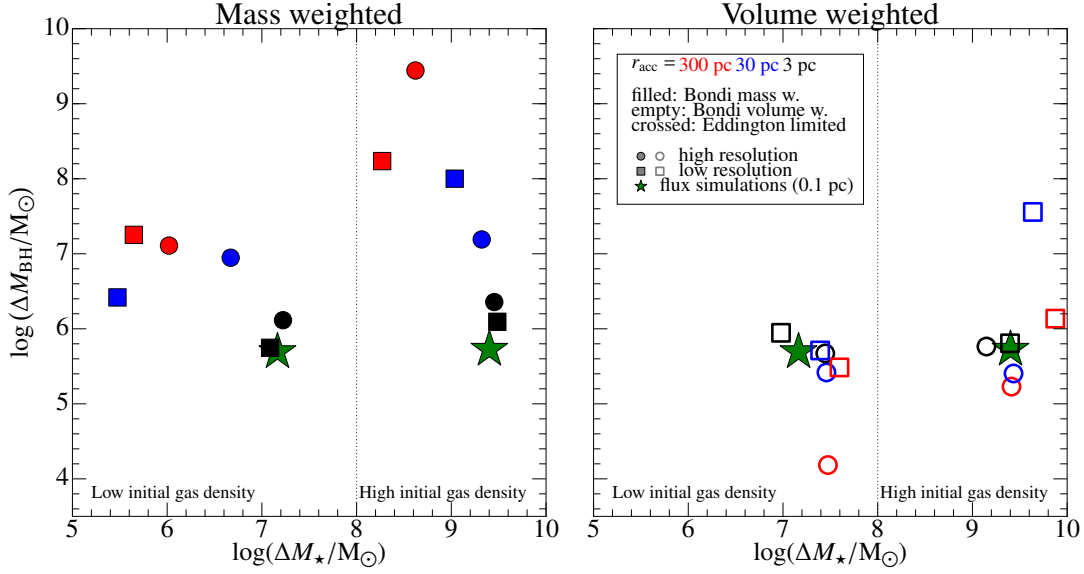 Mass weighted
Volume weighted
10
9
8
7
6
5
4
log (ΔM_BH/M_⊙)
r_acc = 300 pc 30 pc 3 pc
filled: Bondi mass w.
empty: Bondi volume w.
crossed: Eddington limited
high resolution
low resolution
flux simulations (0.1 pc)
Low initial gas density
High initial gas density
Low initial gas density
High initial gas density
5 6 7 8 9 10
5 6 7 8 9 10
log(ΔM_⋆/M_⊙)
log(ΔM_⋆/M_⊙)